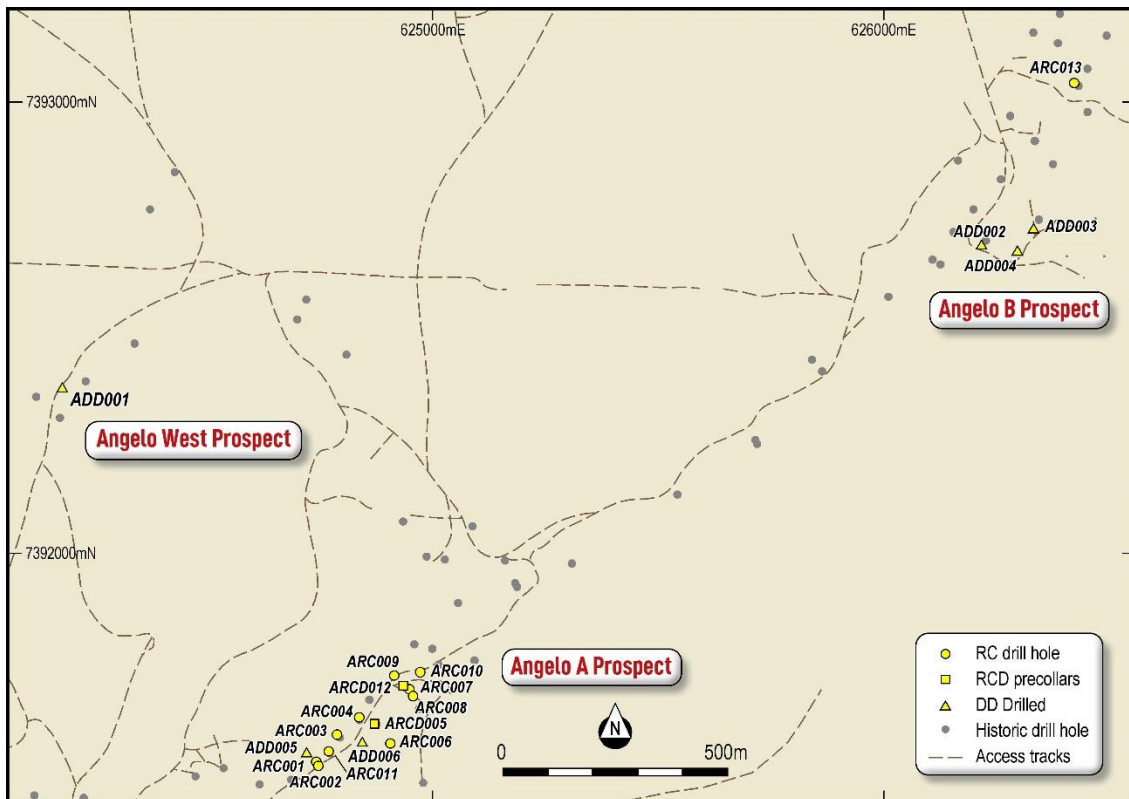 625000mE
626000mE
ARC013
7393000mN
ADD003
ADD002
ADD004
Angelo B Prospect
ADD001
Angelo West Prospect
7392000mN
ARC009
ARC010
Angelo A Prospect
ARCD012
ARC007
ARC008
ARC004
ARCD005
ARC003
ARC006
ADD005
ADD006
ARC001
ARC011
ARC002
N
0
500m
RC drill hole
RCD precollars
DD Drilled
Historic drill hole
Access tracks